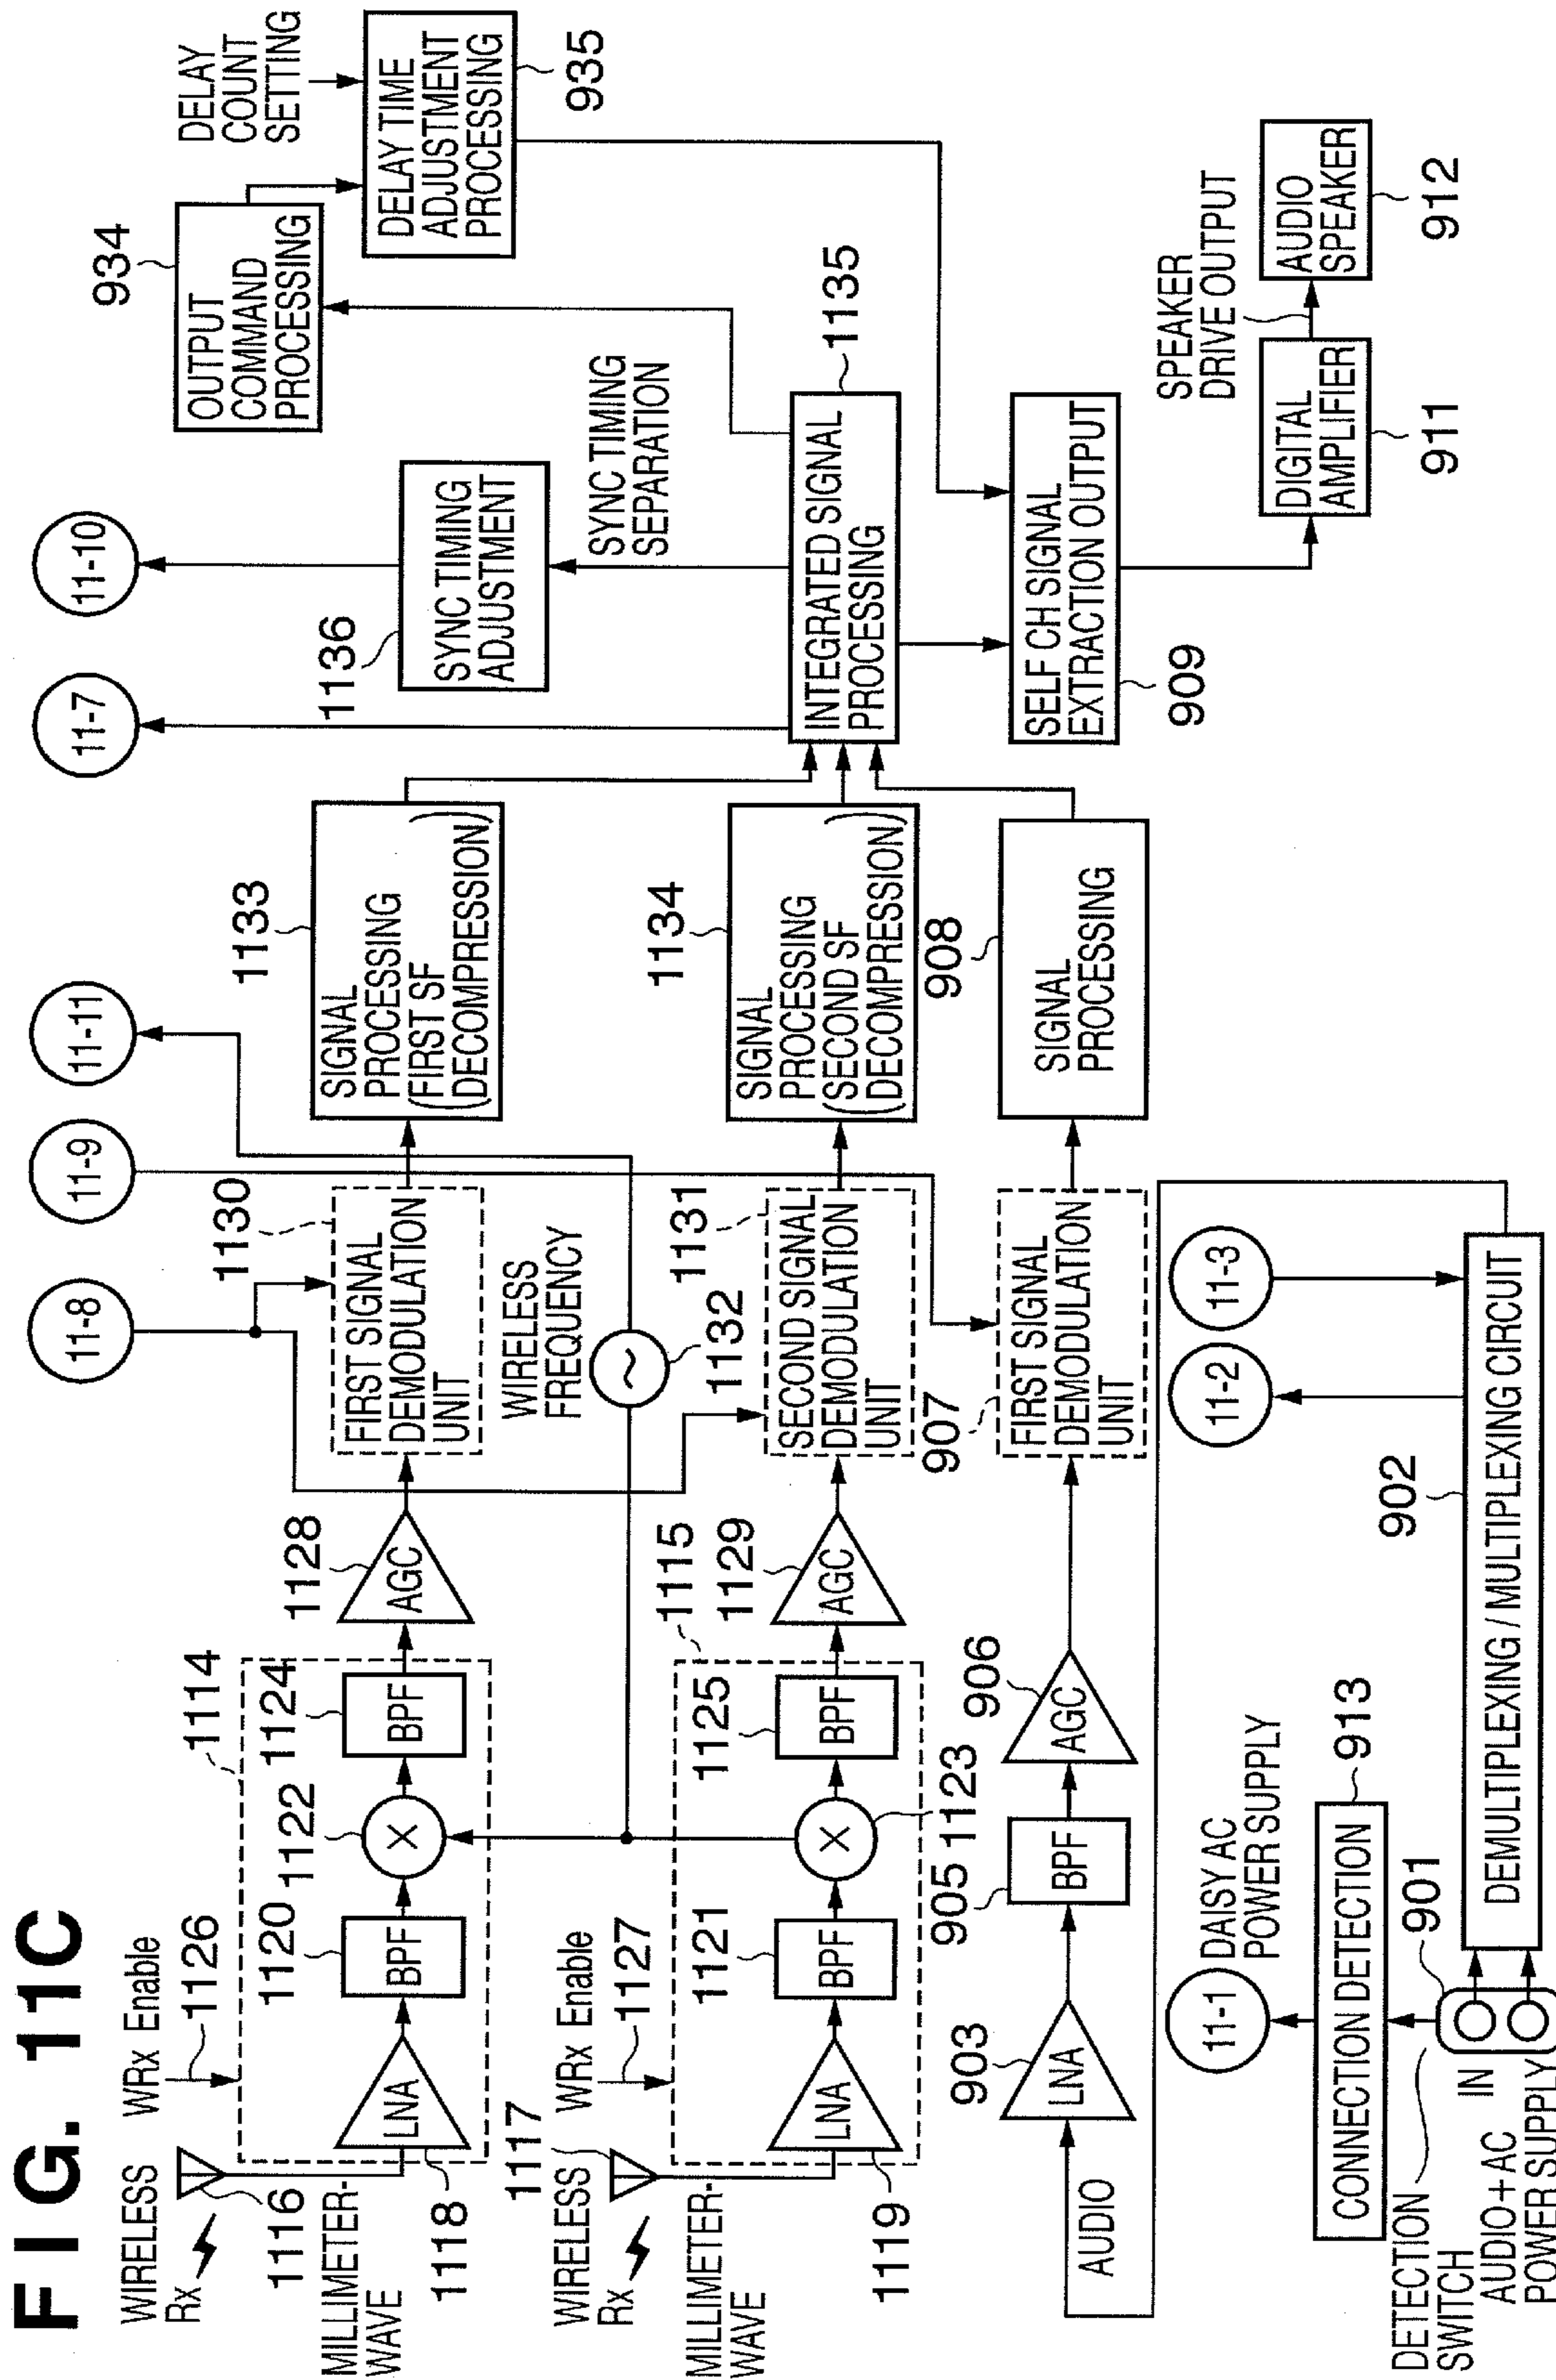 FIG. 11C
WIRELESS
Rx
1116
MILLIMETER-
WAVE
WRx Enable
1126
1114
LNA
1118
BPF
1120
1122
X
BPF
1124
AGC
1128
11-8
1130
FIRST SIGNAL
DEMODULATION
UNIT
11-9
11-11
1133
SIGNAL
PROCESSING
(FIRST SF
DECOMPRESSION)
11-7
11-10
1136
SYNC TIMING
ADJUSTMENT
SYNC TIMING
SEPARATION
934
OUTPUT
COMMAND
PROCESSING
DELAY
COUNT
SETTING
DELAY TIME
ADJUSTMENT
PROCESSING
935
WIRELESS
FREQUENCY
~
1132
WIRELESS
Rx
1117
MILLIMETER-
WAVE
WRx Enable
1127
1115
LNA
1119
BPF
1121
X
1123
BPF
1125
AGC
1129
1131
SECOND SIGNAL
DEMODULATION
UNIT
1134
SIGNAL
PROCESSING
(SECOND SF
DECOMPRESSION)
INTEGRATED SIGNAL
PROCESSING
1135
AUDIO
LNA
903
BPF
905
AGC
906
907
FIRST SIGNAL
DEMODULATION
UNIT
908
SIGNAL
PROCESSING
SELF CH SIGNAL
EXTRACTION OUTPUT
909
DIGITAL
AMPLIFIER
911
SPEAKER
DRIVE OUTPUT
AUDIO
SPEAKER
912
11-1
DAISY AC
POWER SUPPLY
CONNECTION DETECTION
913
DETECTION
SWITCH
901
IN
AUDIO+AC
POWER SUPPLY
902
DEMULTIPLEXING / MULTIPLEXING CIRCUIT
11-2
11-3